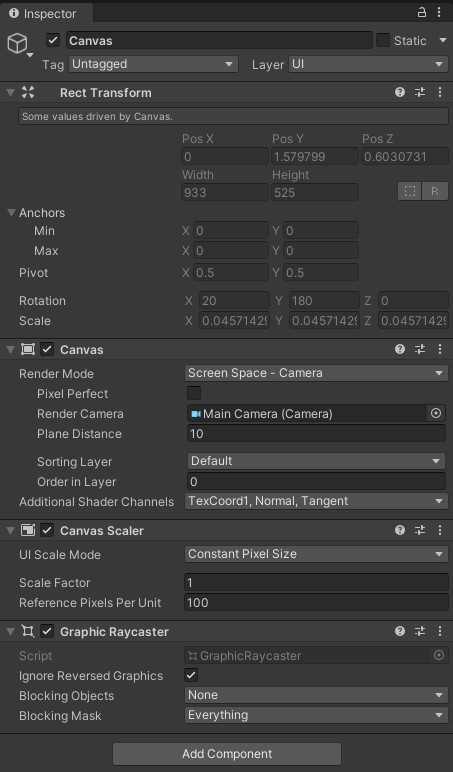 Inspector
Canvas Static
Tag Untagged Layer UI
Rect Transform
Some values driven by Canvas.
Pos X Pos Y Pos Z
0 1.579799 0.6030731
Width Height
933 525 R
Anchors
Min X 0 Y 0
Max X 0 Y 0
Pivot X 0.5 Y 0.5
Rotation X 20 Y 180 Z 0
Scale X 0.04571429 Y 0.04571429 Z 0.04571429
Canvas
Render Mode Screen Space - Camera
Pixel Perfect
Render Camera Main Camera (Camera)
Plane Distance 10
Sorting Layer Default
Order in Layer 0
Additional Shader Channels TexCoord1, Normal, Tangent
Canvas Scaler
UI Scale Mode Constant Pixel Size
Scale Factor 1
Reference Pixels Per Unit 100
Graphic Raycaster
Script GraphicRaycaster
Ignore Reversed Graphics
Blocking Objects None
Blocking Mask Everything
Add Component